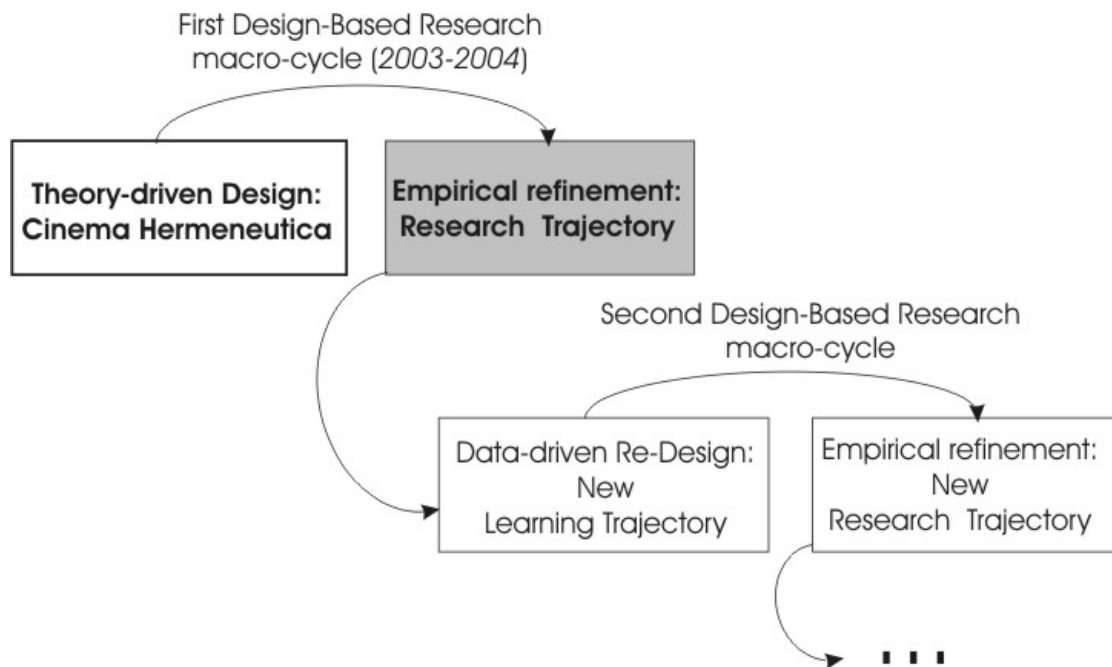 First Design-Based Research
macro-cycle (2003-2004)
Theory-driven Design:
Cinema Hermeneutica
Empirical refinement:
Research Trajectory
Second Design-Based Research
macro-cycle
Data-driven Re-Design:
New
Learning Trajectory
Empirical refinement:
New
Research Trajectory
...